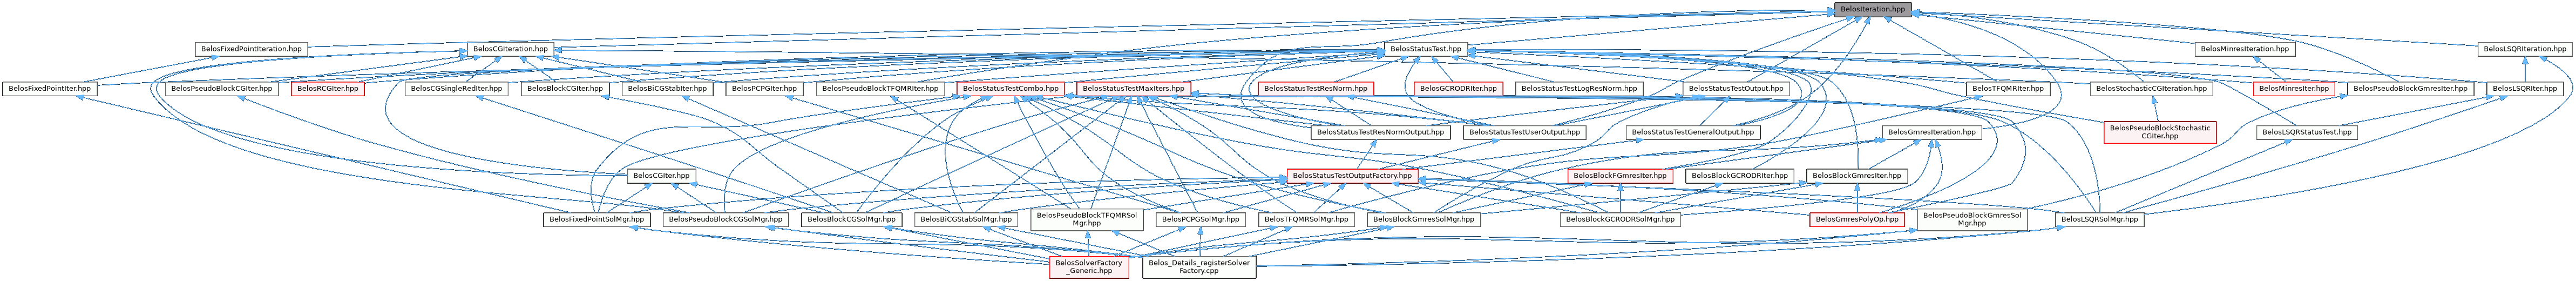 BelosIteration.hpp
BelosFixedPointIteration.hpp
BelosCGIteration.hpp
BelosStatusTest.hpp
BelosMinresIteration.hpp
BelosLSQRIteration.hpp
BelosFixedPointIter.hpp
BelosPseudoBlockCGIter.hpp
BelosRCGIter.hpp
BelosCGSingleRedIter.hpp
BelosBlockCGIter.hpp
BelosBiCGStabIter.hpp
BelosPCPGIter.hpp
BelosPseudoBlockTFQMRIter.hpp
BelosStatusTestCombo.hpp
BelosStatusTestMaxIters.hpp
BelosStatusTestResNorm.hpp
BelosGCRODRIter.hpp
BelosStatusTestLogResNorm.hpp
BelosStatusTestOutput.hpp
BelosTFQMRIter.hpp
BelosStochasticCGIteration.hpp
BelosMinresIter.hpp
BelosPseudoBlockGmresIter.hpp
BelosLSQRIter.hpp
BelosStatusTestResNormOutput.hpp
BelosStatusTestUserOutput.hpp
BelosStatusTestGeneralOutput.hpp
BelosGmresIteration.hpp
BelosPseudoBlockStochastic
CGIter.hpp
BelosLSQRStatusTest.hpp
BelosCGIter.hpp
BelosStatusTestOutputFactory.hpp
BelosBlockFGmresIter.hpp
BelosBlockGCRODRIter.hpp
BelosBlockGmresIter.hpp
BelosFixedPointSolMgr.hpp
BelosPseudoBlockCGSolMgr.hpp
BelosBlockCGSolMgr.hpp
BelosBiCGStabSolMgr.hpp
BelosPseudoBlockTFQMRSol
Mgr.hpp
BelosPCPGSolMgr.hpp
BelosTFQMRSolMgr.hpp
BelosBlockGmresSolMgr.hpp
BelosBlockGCRODRSolMgr.hpp
BelosGmresPolyOp.hpp
BelosPseudoBlockGmresSol
Mgr.hpp
BelosLSQRSolMgr.hpp
BelosSolverFactory
_Generic.hpp
Belos_Details_registerSolver
Factory.cpp